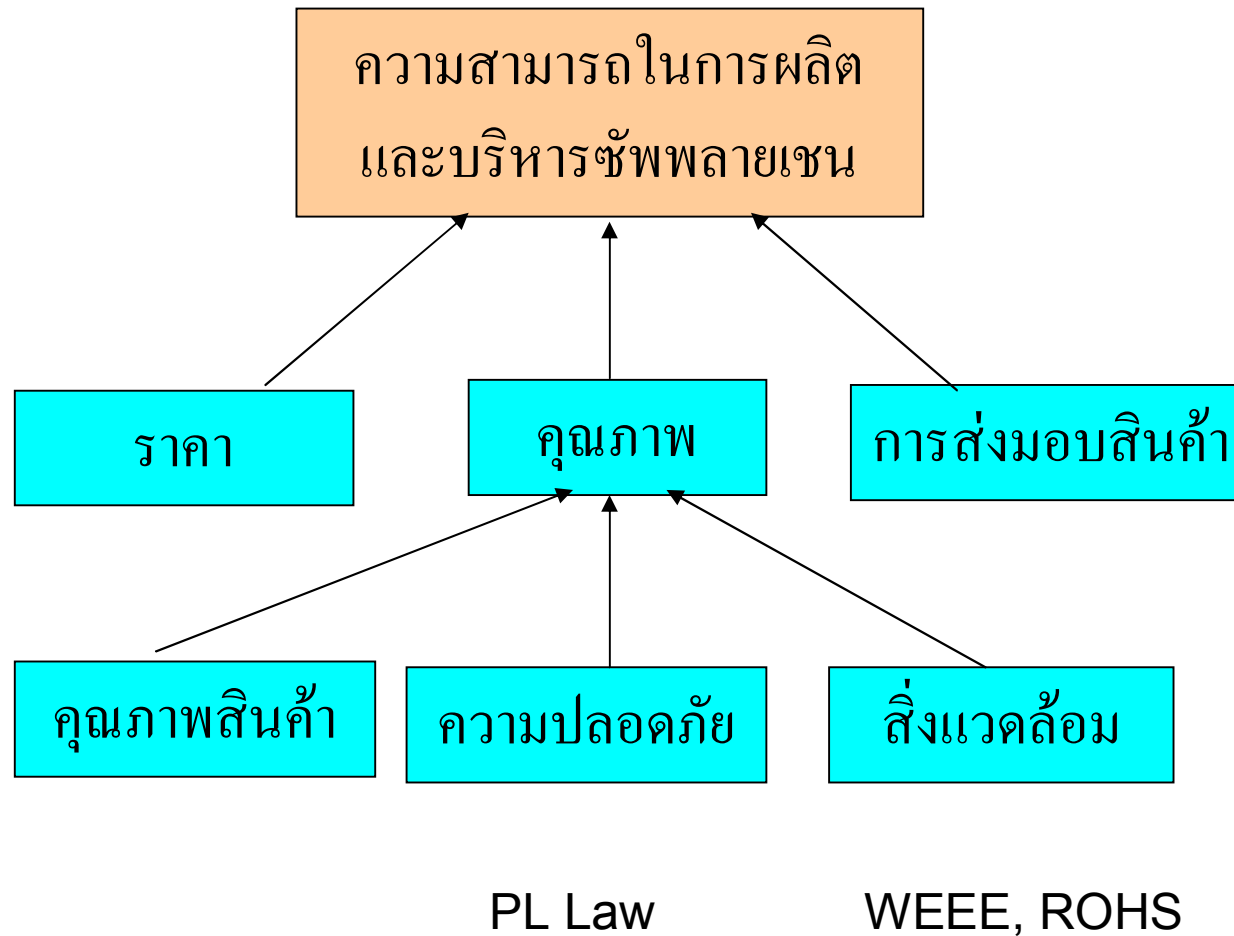 ความสามารถในการผลิต
และบริหารซัพพลายเชน
ราคา
คุณภาพ
การส่งมอบสินค้า
คุณภาพสินค้า
ความปลอดภัย
สิ่งแวดล้อม
PL Law
WEEE, ROHS